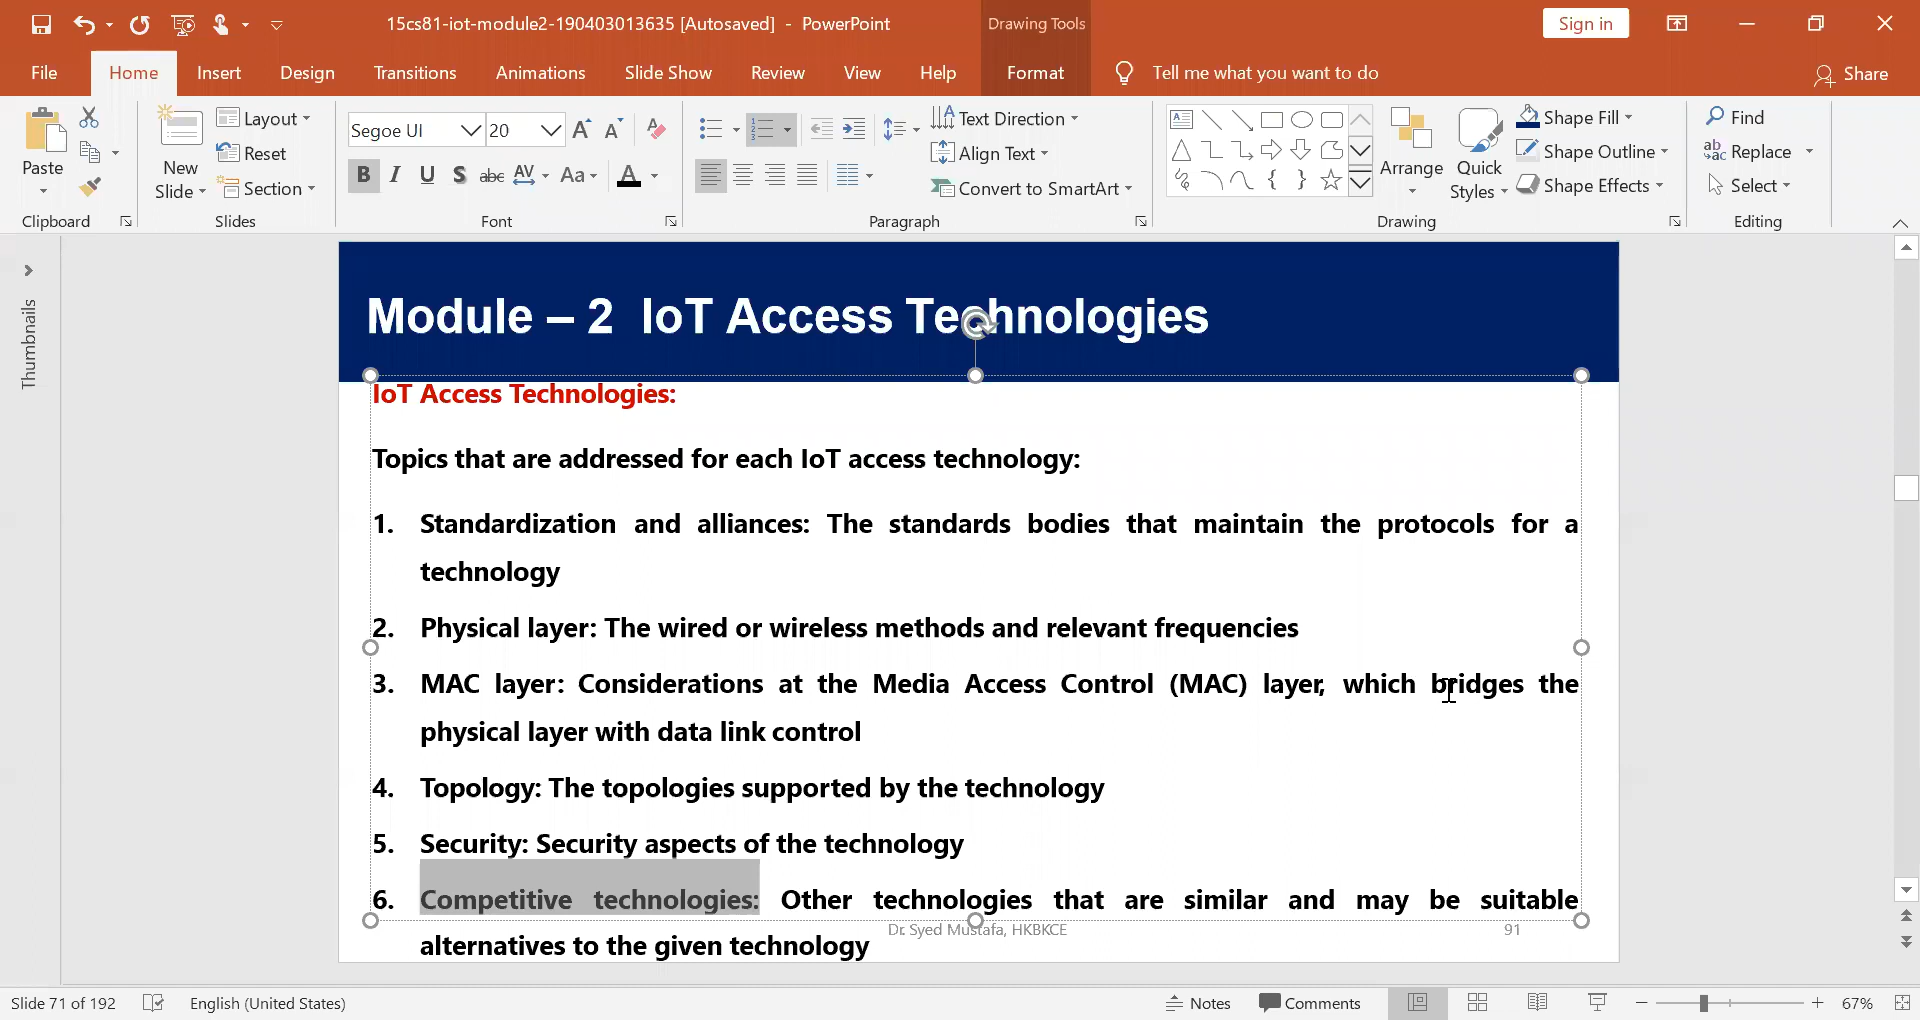 15cs81-iot-module2-190403013635 [Autosaved] - PowerPoint
Drawing Tools
Sign in
File Home Insert Design Transitions Animations Slide Show Review View Help Format Tell me what you want to do Share
Paste
New Slide
Layout
Reset
Section
Segoe UI 20
B I U S abc AV Aa A
Text Direction
Align Text
Convert to SmartArt
Arrange
Quick Styles
Shape Fill
Shape Outline
Shape Effects
Find
Replace
Select
Clipboard Slides Font Paragraph Drawing Editing
Thumbnails
Module – 2 IoT Access Technologies
IoT Access Technologies:
Topics that are addressed for each IoT access technology:
1. Standardization and alliances: The standards bodies that maintain the protocols for a
technology
2. Physical layer: The wired or wireless methods and relevant frequencies
3. MAC layer: Considerations at the Media Access Control (MAC) layer, which bridges the
physical layer with data link control
4. Topology: The topologies supported by the technology
5. Security: Security aspects of the technology
6. Competitive technologies: Other technologies that are similar and may be suitable
Dr. Syed Mustafa, HKBKCE 91
alternatives to the given technology
Slide 71 of 192 English (United States) Notes Comments 67%